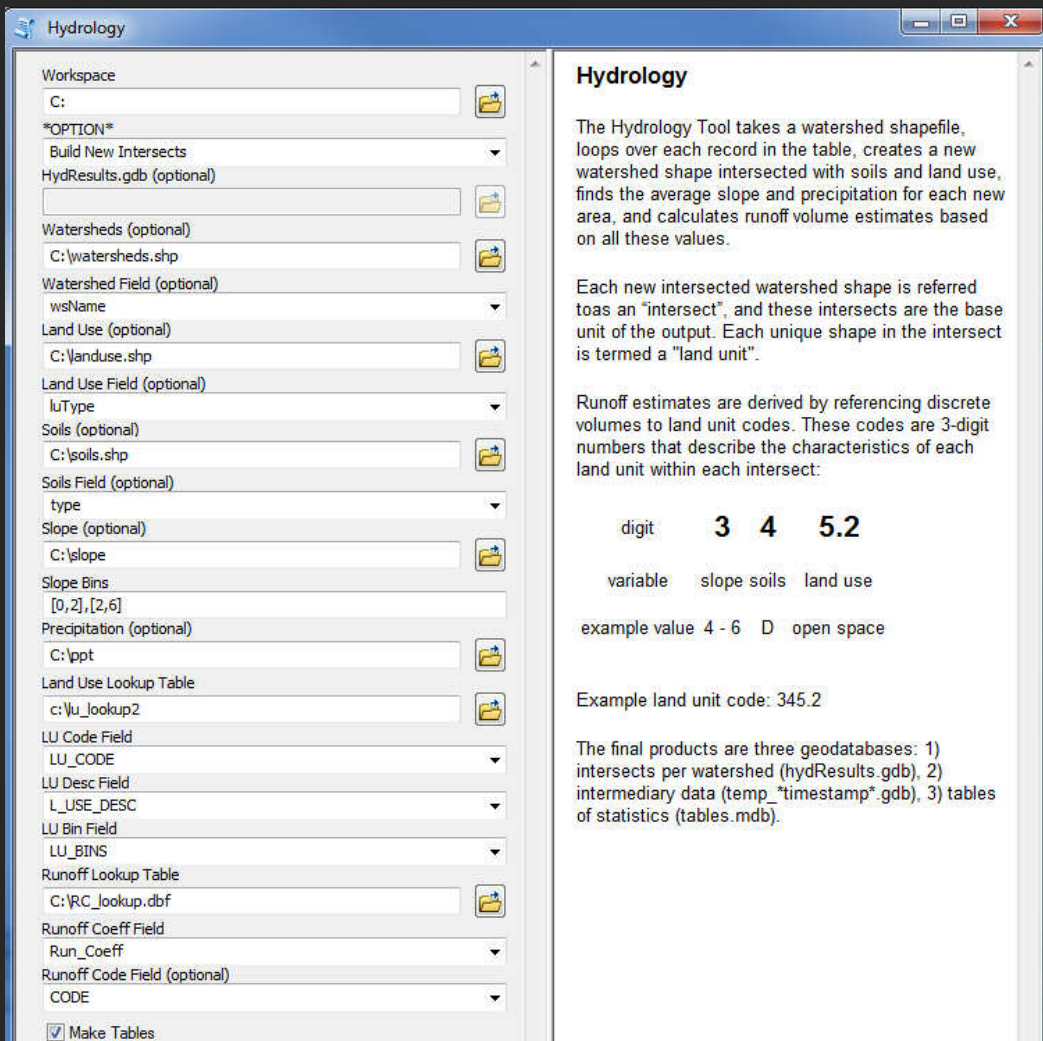 Hydrology
Workspace
C:
*OPTION*
Build New Intersects
HydResults.gdb (optional)
Watersheds (optional)
C:\watersheds.shp
Watershed Field (optional)
wsName
Land Use (optional)
C:\landuse.shp
Land Use Field (optional)
luType
Soils (optional)
C:\soils.shp
Soils Field (optional)
type
Slope (optional)
C:\slope
Slope Bins
[0,2],[2,6]
Precipitation (optional)
C:\ppt
Land Use Lookup Table
c:\lu_lookup2
LU Code Field
LU_CODE
LU Desc Field
L_USE_DESC
LU Bin Field
LU_BINS
Runoff Lookup Table
C:\RC_lookup.dbf
Runoff Coeff Field
Run_Coeff
Runoff Code Field (optional)
CODE
Make Tables
Hydrology
The Hydrology Tool takes a watershed shapefile,
loops over each record in the table, creates a new
watershed shape intersected with soils and land use,
finds the average slope and precipitation for each new
area, and calculates runoff volume estimates based
on all these values.
Each new intersected watershed shape is referred
toas an “intersect”, and these intersects are the base
unit of the output. Each unique shape in the intersect
is termed a "land unit".
Runoff estimates are derived by referencing discrete
volumes to land unit codes. These codes are 3-digit
numbers that describe the characteristics of each
land unit within each intersect:
digit 3 4 5.2
variable slope soils land use
example value 4 - 6 D open space
Example land unit code: 345.2
The final products are three geodatabases: 1)
intersects per watershed (hydResults.gdb), 2)
intermediary data (temp_*timestamp*.gdb), 3) tables
of statistics (tables.mdb).